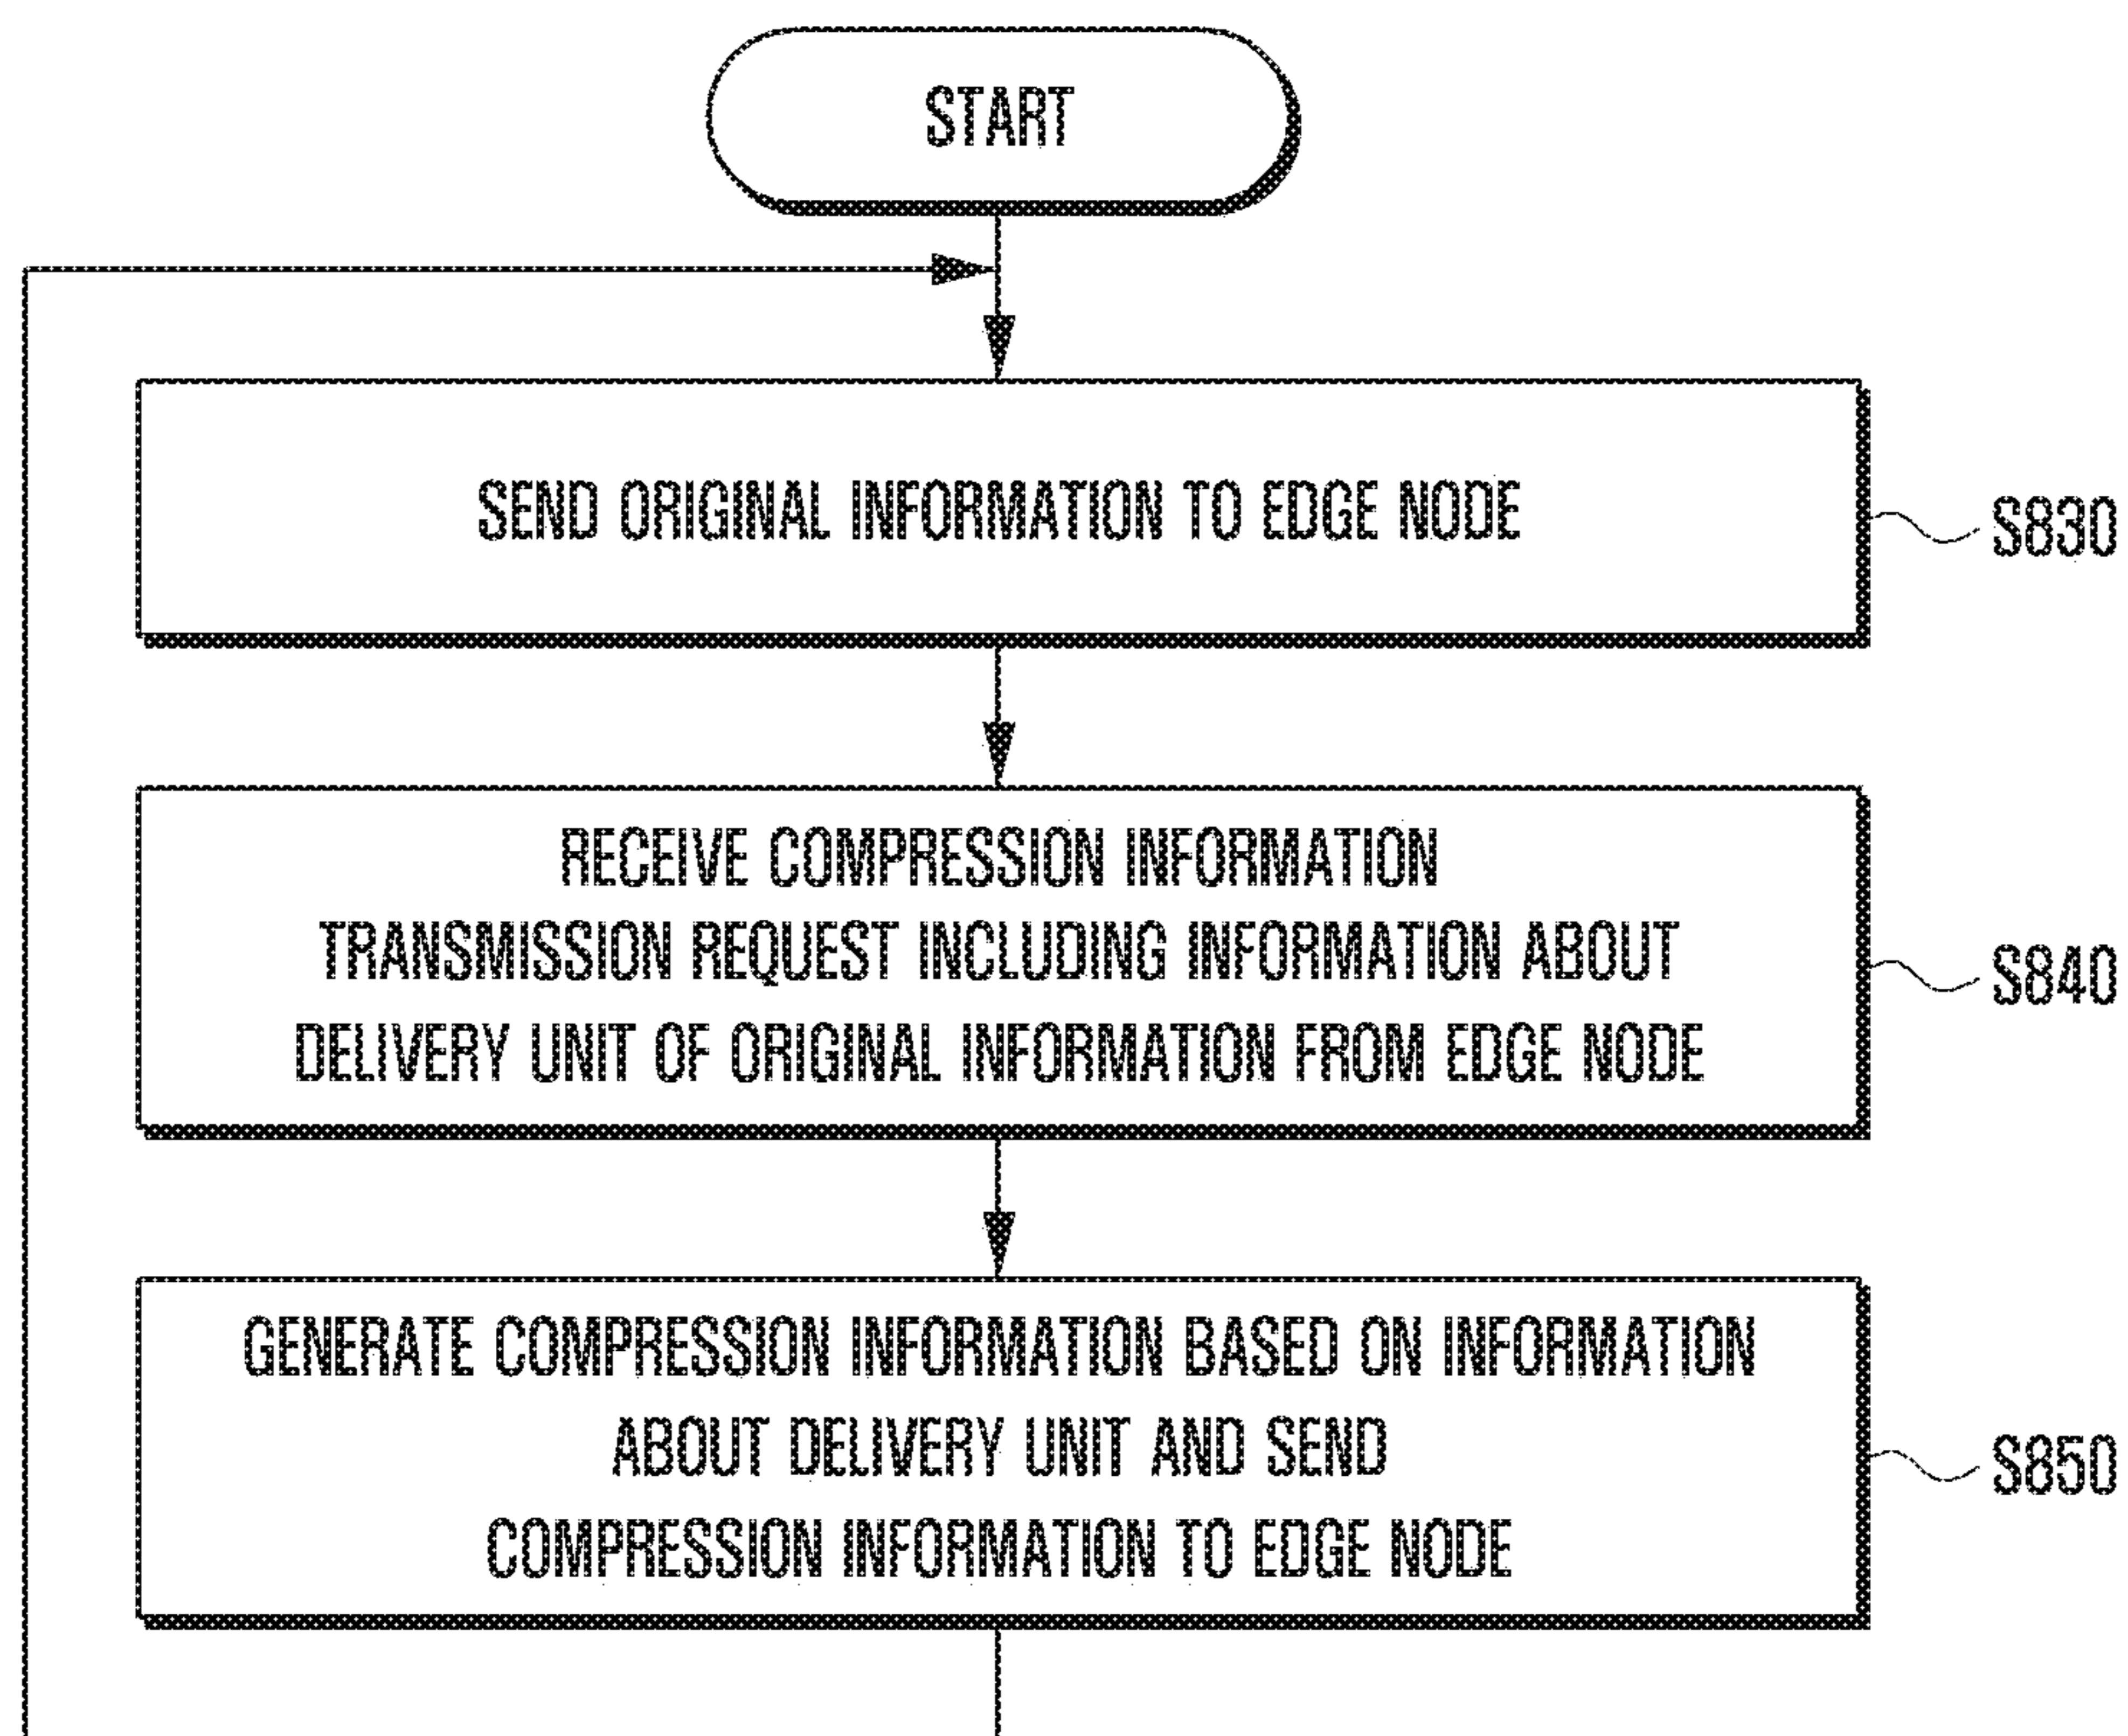 START
SEND ORIGINAL INFORMATION TO EDGE NODE
S830
RECEIVE COMPRESSION INFORMATION
TRANSMISSION REQUEST INCLUDING INFORMATION ABOUT
DELIVERY UNIT OF ORIGINAL INFORMATION FROM EDGE NODE
S840
GENERATE COMPRESSION INFORMATION BASED ON INFORMATION
ABOUT DELIVERY UNIT AND SEND
COMPRESSION INFORMATION TO EDGE NODE
S850